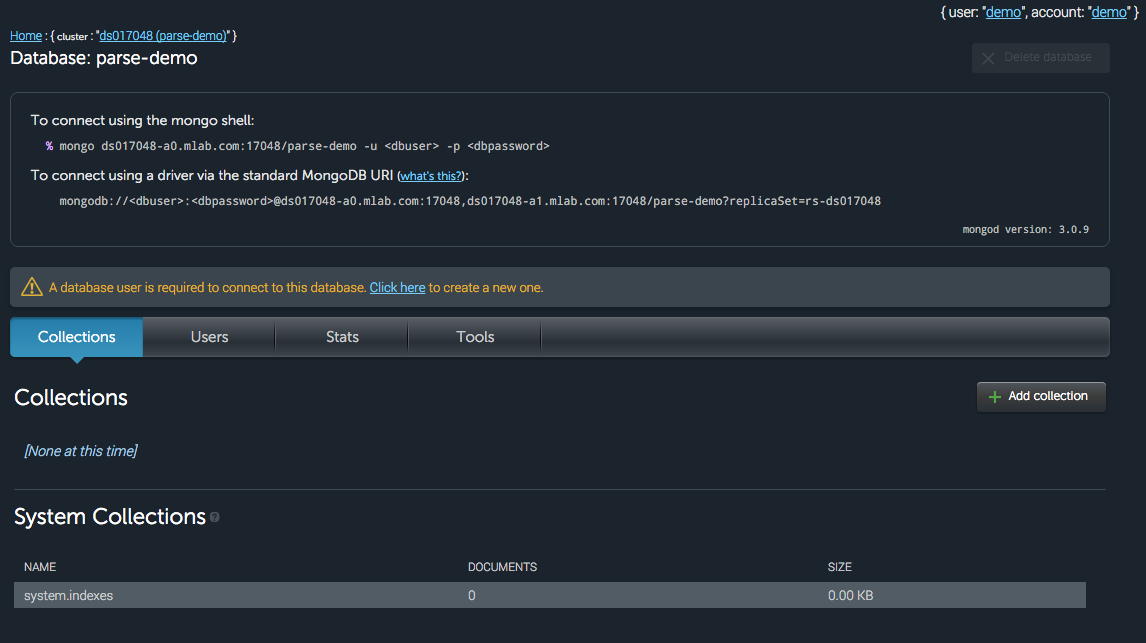 { user: "demo", account: "demo" }
Home : { cluster : "ds017048 (parse-demo)" }
Database: parse-demo
Delete database
To connect using the mongo shell:
% mongo ds017048-a0.mlab.com:17048/parse-demo -u <dbuser> -p <dbpassword>
To connect using a driver via the standard MongoDB URI (what's this?):
mongodb://<dbuser>:<dbpassword>@ds017048-a0.mlab.com:17048,ds017048-a1.mlab.com:17048/parse-demo?replicaSet=rs-ds017048
mongod version: 3.0.9
A database user is required to connect to this database. Click here to create a new one.
Collections Users Stats Tools
Collections
Add collection
[None at this time]
System Collections ?
NAME DOCUMENTS SIZE
system.indexes 0 0.00 KB